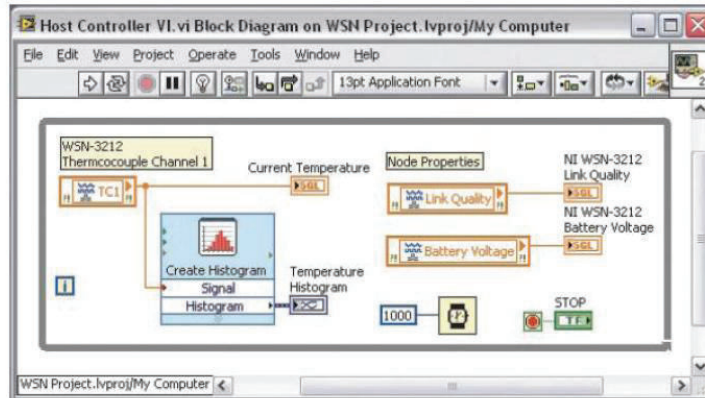 Host Controller VI.vi Block Diagram on WSN Project.lvproj/My Computer
File Edit View Project Operate Tools Window Help
13pt Application Font
2
WSN-3212
Thermcocouple Channel 1
TC1
Current Temperature
SGL
Create Histogram
Signal
Histogram
Temperature
Histogram
i
Node Properties
Link Quality
NI WSN-3212
Link Quality
SGL
Battery Voltage
NI WSN-3212
Battery Voltage
SGL
1000
STOP
TF
WSN Project.lvproj/My Computer